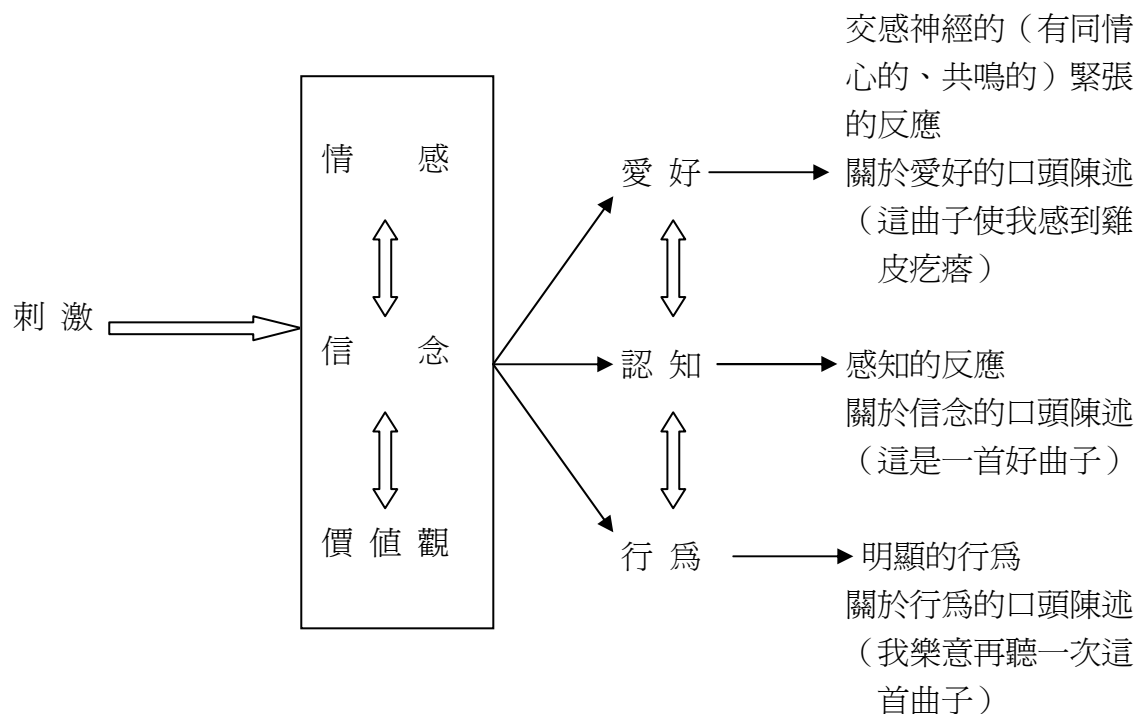 交感神經的（有同情
心的、共鳴的）緊張
的反應
情 感
愛 好
關於愛好的口頭陳述
（這曲子使我感到雞
皮疙瘩）
刺 激
信 念
認 知
感知的反應
關於信念的口頭陳述
（這是一首好曲子）
價 值 觀
行 為
明顯的行為
關於行為的口頭陳述
（我樂意再聽一次這
首曲子）